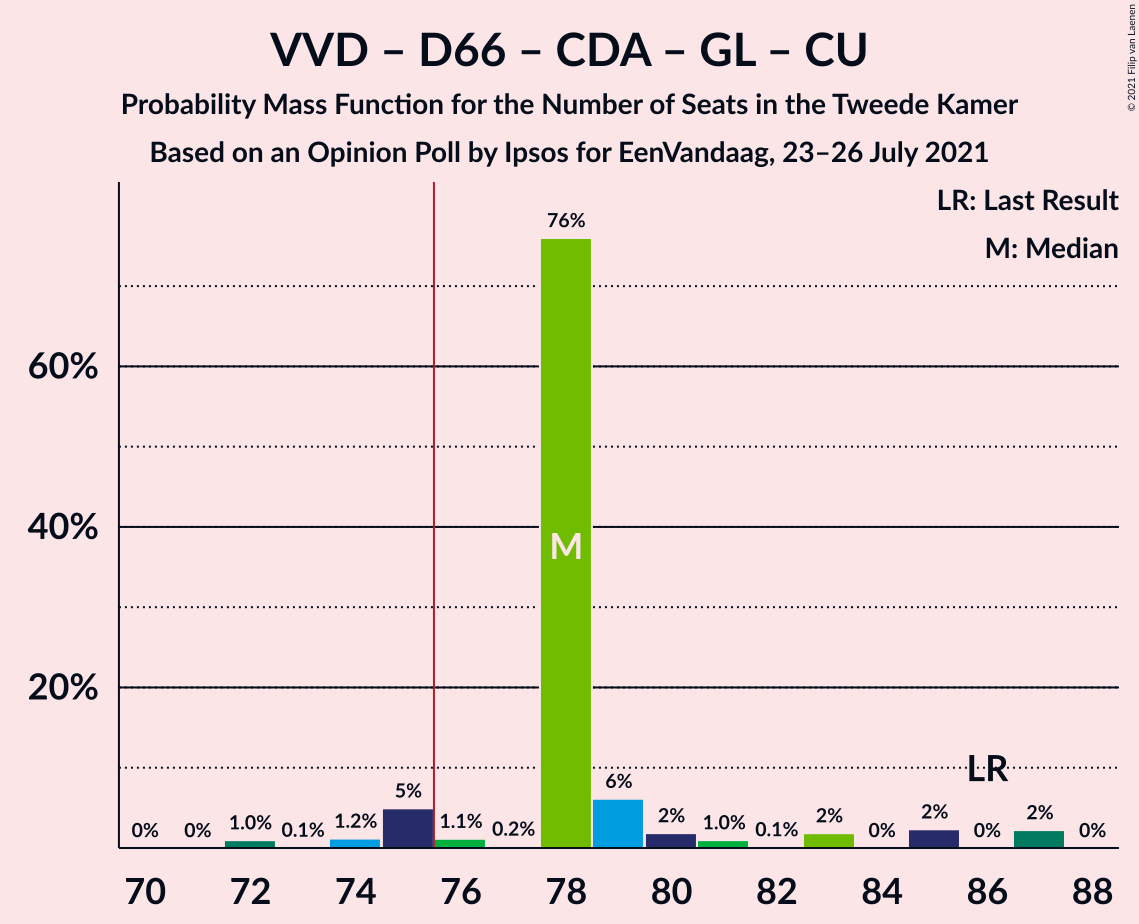 VVD – D66 – CDA – GL – CU
Probability Mass Function for the Number of Seats in the Tweede Kamer
Based on an Opinion Poll by Ipsos for EenVandaag, 23–26 July 2021
© 2021 Filip van Laenen
LR: Last Result
M: Median
76%
60%
40%
M
20%
LR
0% 0% 1.0% 0.1% 1.2% 5% 1.1% 0.2% 6% 2% 1.0% 0.1% 2% 0% 2% 0% 2% 0%
70 72 74 76 78 80 82 84 86 88